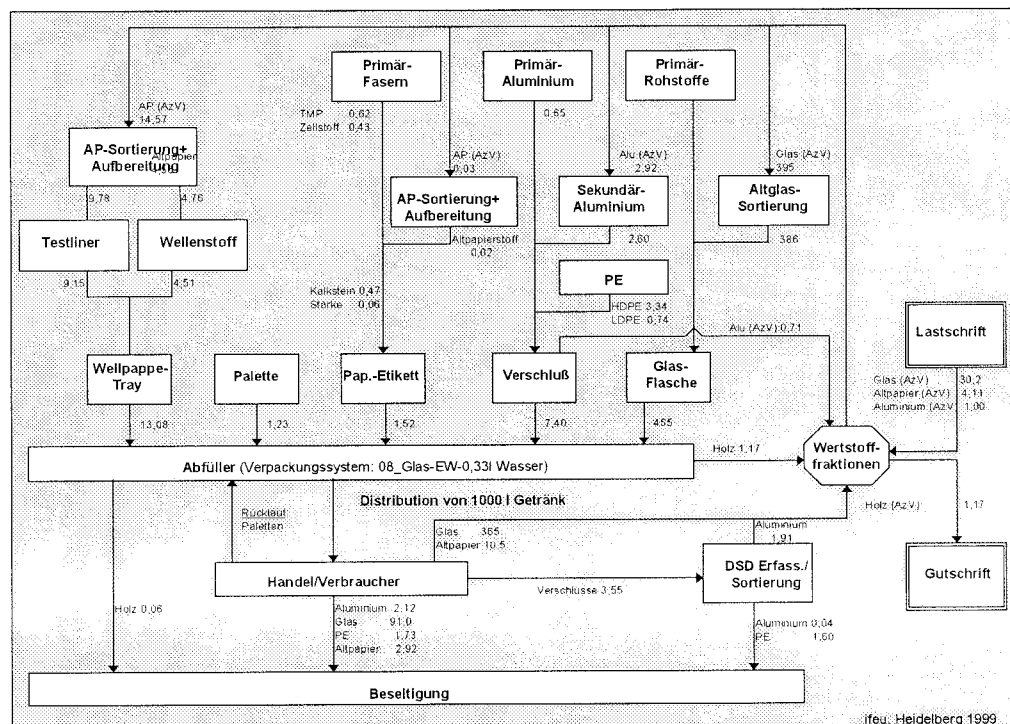 Primär-
Fasern
Primär-
Aluminium
Primär-
Rohstoffe
AP (AzV)
14,57
TMP 0,62
Zellstoff 0,43
0,65
AP-Sortierung+
Aufbereitung
Altpapier
AP (AzV)
0,03
Alu (AzV)
2,92
Glas (AzV)
395
9,78
4,76
AP-Sortierung+
Aufbereitung
Sekundär-
Aluminium
Altglas-
Sortierung
Testliner
Wellenstoff
Altpapierstoff
0,02
2,60
386
9,15
4,51
PE
Kalkstein 0,47
Stärke 0,06
HDPE 3,34
LDPE 0,74
Alu (AzV) 0,71
Lastschrift
Wellpappe-
Tray
Palette
Pap.-Etikett
Verschluß
Glas-
Flasche
Glas (AzV) 30,2
Altpapier (AzV) 4,11
Aluminium (AzV) 1,00
13,08
1,23
1,52
7,40
455
Abfüller (Verpackungssystem: 08_Glas-EW-0,33l Wasser)
Holz 1,17
Wertstoff-
fraktionen
Distribution von 1000 l Getränk
Rücklauf
Paletten
Holz (AzV) 1,17
Glas 365
Altpapier 10,5
Aluminium
1,91
Handel/Verbraucher
Verschlüsse 3,55
DSD Erfass./
Sortierung
Gutschrift
Holz 0,06
Aluminium 2,12
Glas 91,0
PE 1,73
Altpapier 2,92
Aluminium 0,04
PE 1,60
Beseitigung
ifeu, Heidelberg 1999